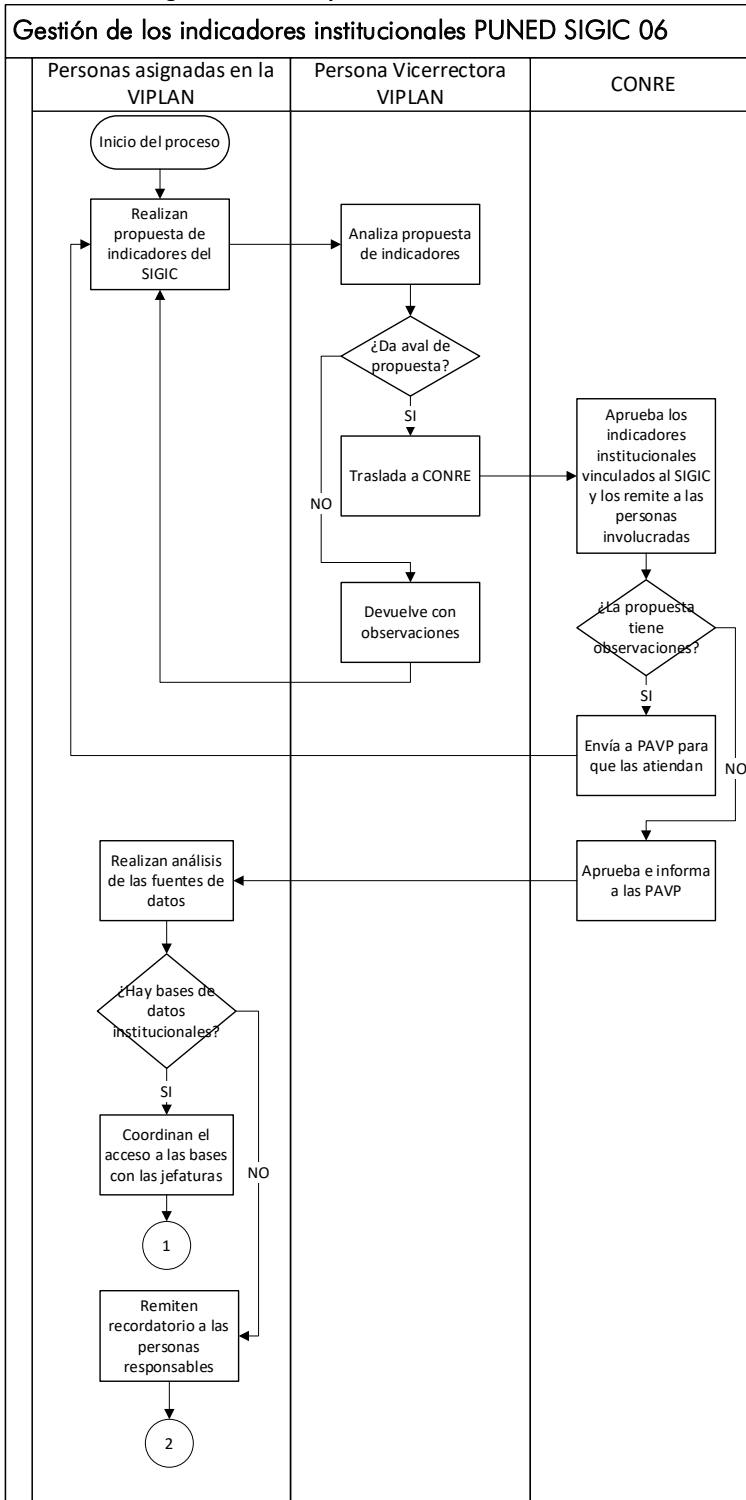 Gestión de los indicadores institucionales PUNED SIGIC 06
Personas asignadas en la
VIPLAN
Persona Vicerrectora
VIPLAN
CONRE
Inicio del proceso
Realizan
propuesta de
indicadores del
SIGIC
Analiza propuesta
de indicadores
¿Da aval de
propuesta?
SI
NO
Traslada a CONRE
Aprueba los
indicadores
institucionales
vinculados al SIGIC
y los remite a las
personas
involucradas
Devuelve con
observaciones
¿La propuesta
tiene
observaciones?
SI
NO
Envía a PAVP para
que las atiendan
Aprueba e informa
a las PAVP
Realizan análisis
de las fuentes de
datos
¿Hay bases de
datos
institucionales?
SI
NO
Coordinan el
acceso a las bases
con las jefaturas
1
Remiten
recordatorio a las
personas
responsables
2